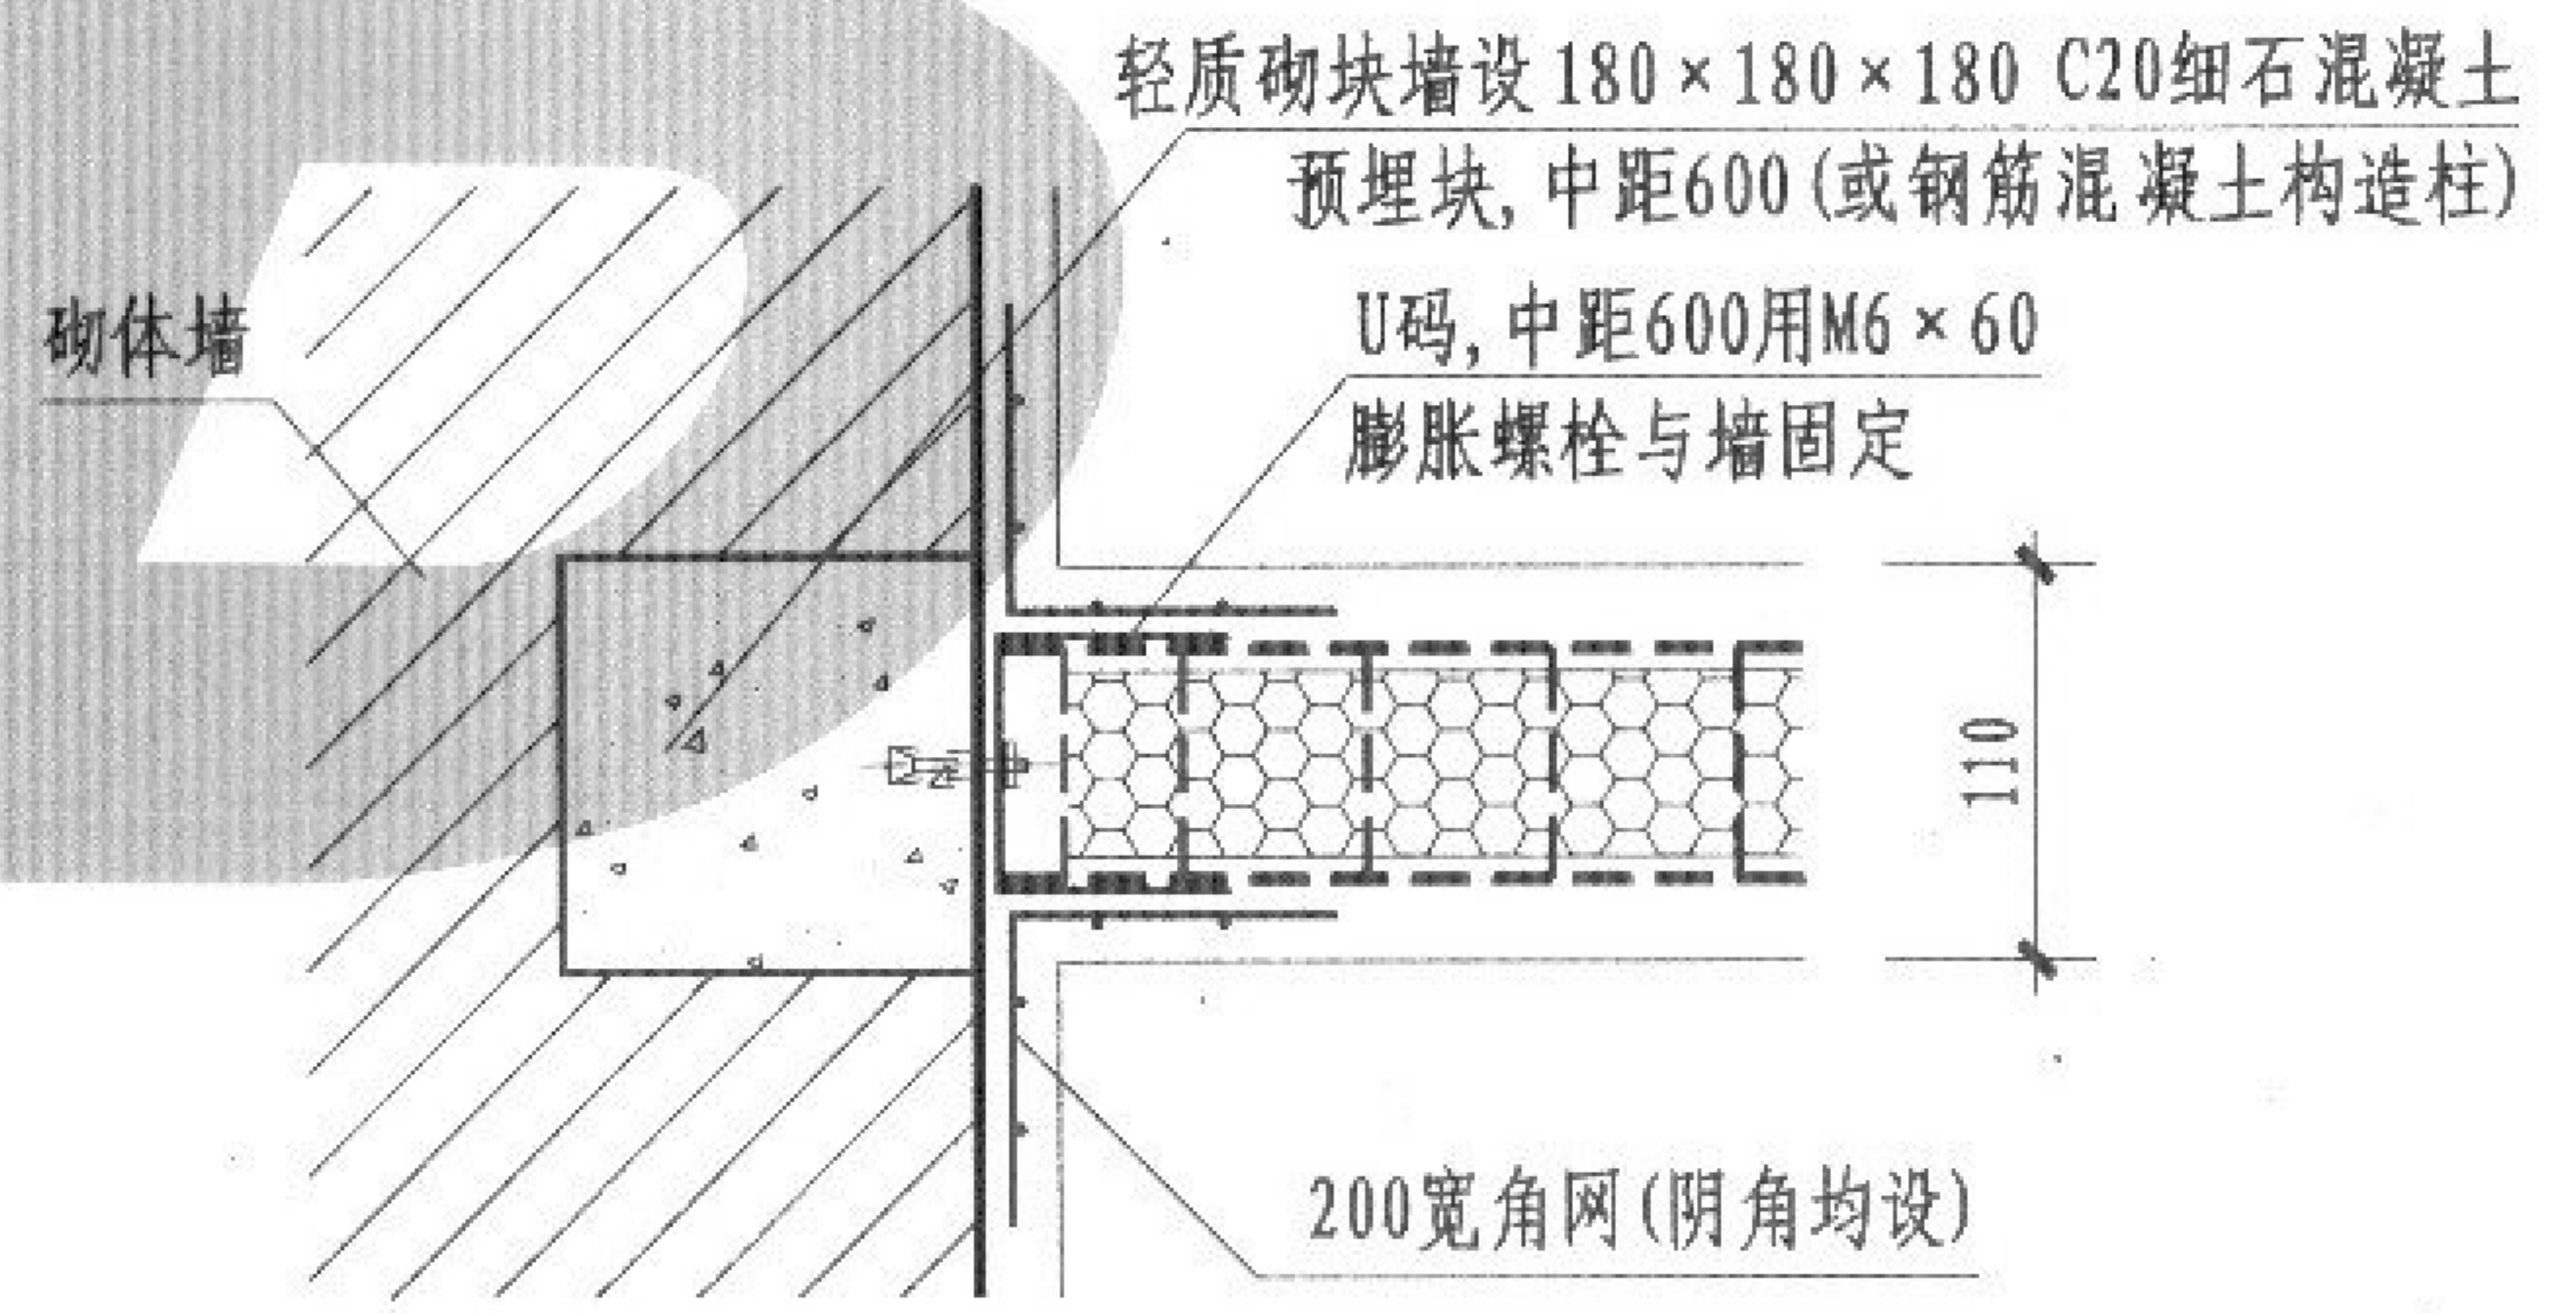 轻质砌块墙设180×180×180 C20细石混凝土
预埋块,中距600(或钢筋混凝土构造柱)
砌体墙
U码,中距600用M6×60
膨胀螺栓与墙固定
110
200宽角网(阴角均设)